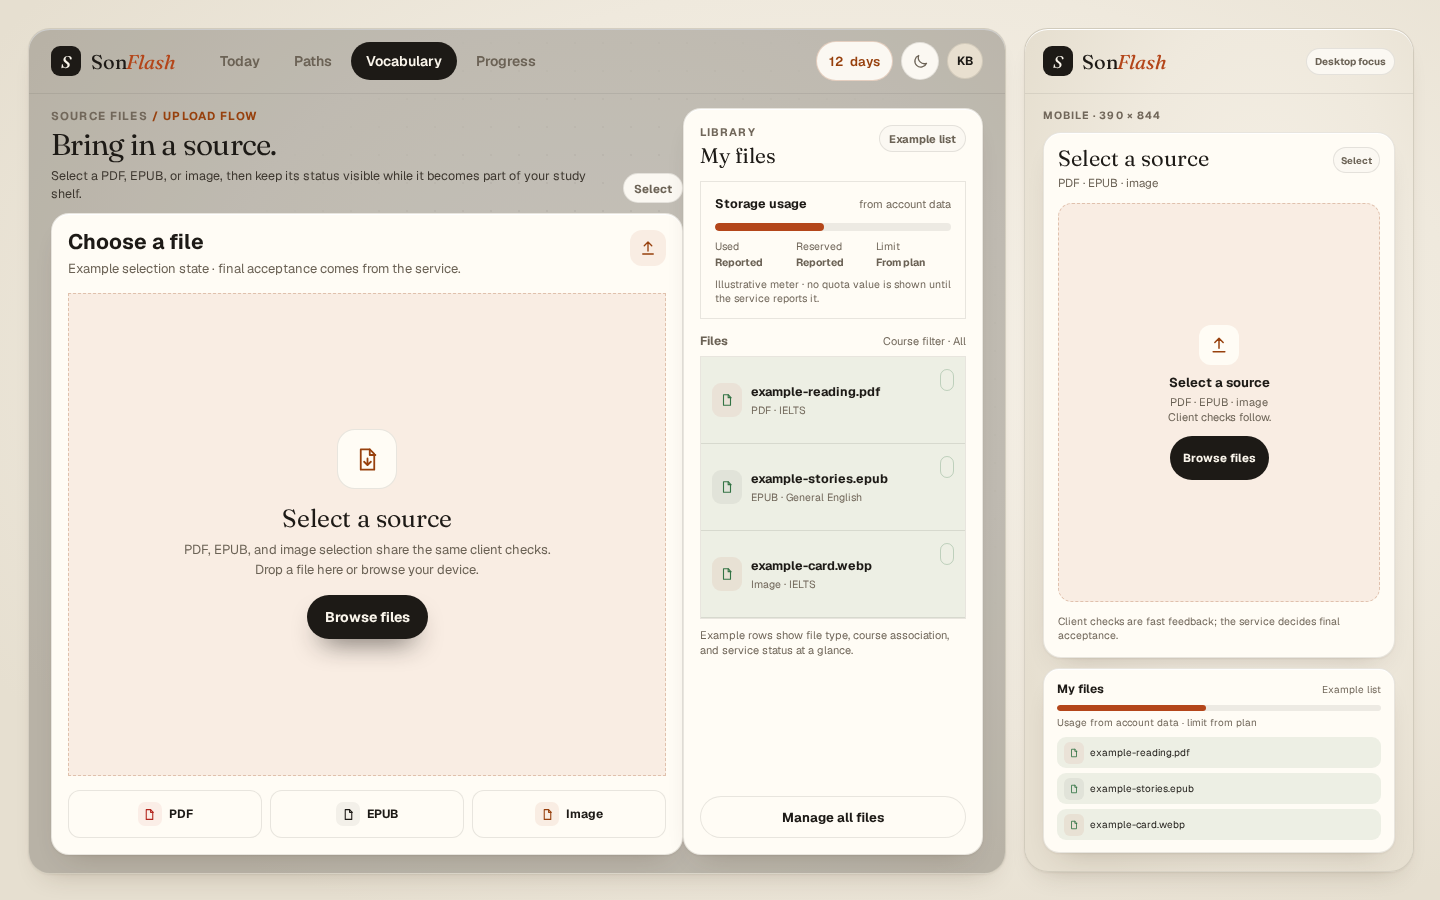 S SonFlash
Today
Paths
Vocabulary
Progress
12 days
KB
SOURCE FILES / UPLOAD FLOW
Bring in a source.
Select a PDF, EPUB, or image, then keep its status visible while it becomes part of your study
shelf.
Select
Choose a file
Example selection state · final acceptance comes from the service.
Select a source
PDF, EPUB, and image selection share the same client checks.
Drop a file here or browse your device.
Browse files
PDF
EPUB
Image
LIBRARY
My files
Example list
Storage usage
from account data
Used
Reserved
Limit
Reported
Reported
From plan
Illustrative meter · no quota value is shown until
the service reports it.
Files
Course filter · All
example-reading.pdf
PDF · IELTS
example-stories.epub
EPUB · General English
example-card.webp
Image · IELTS
Example rows show file type, course association,
and service status at a glance.
Manage all files
S SonFlash
Desktop focus
MOBILE · 390 × 844
Select a source
Select
PDF · EPUB · image
Select a source
PDF · EPUB · image
Client checks follow.
Browse files
Client checks are fast feedback; the service decides final
acceptance.
My files
Example list
Usage from account data · limit from plan
example-reading.pdf
example-stories.epub
example-card.webp